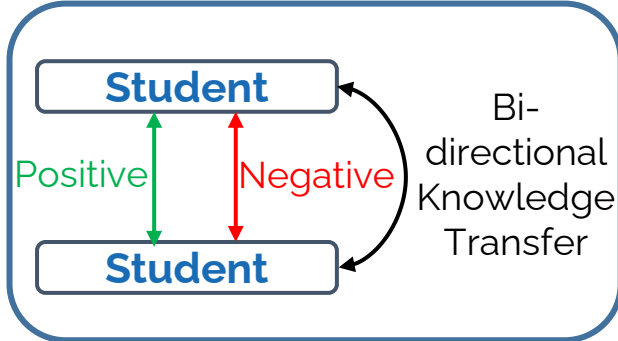 Student
Positive
Negative
Student
Bi-
directional
Knowledge
Transfer